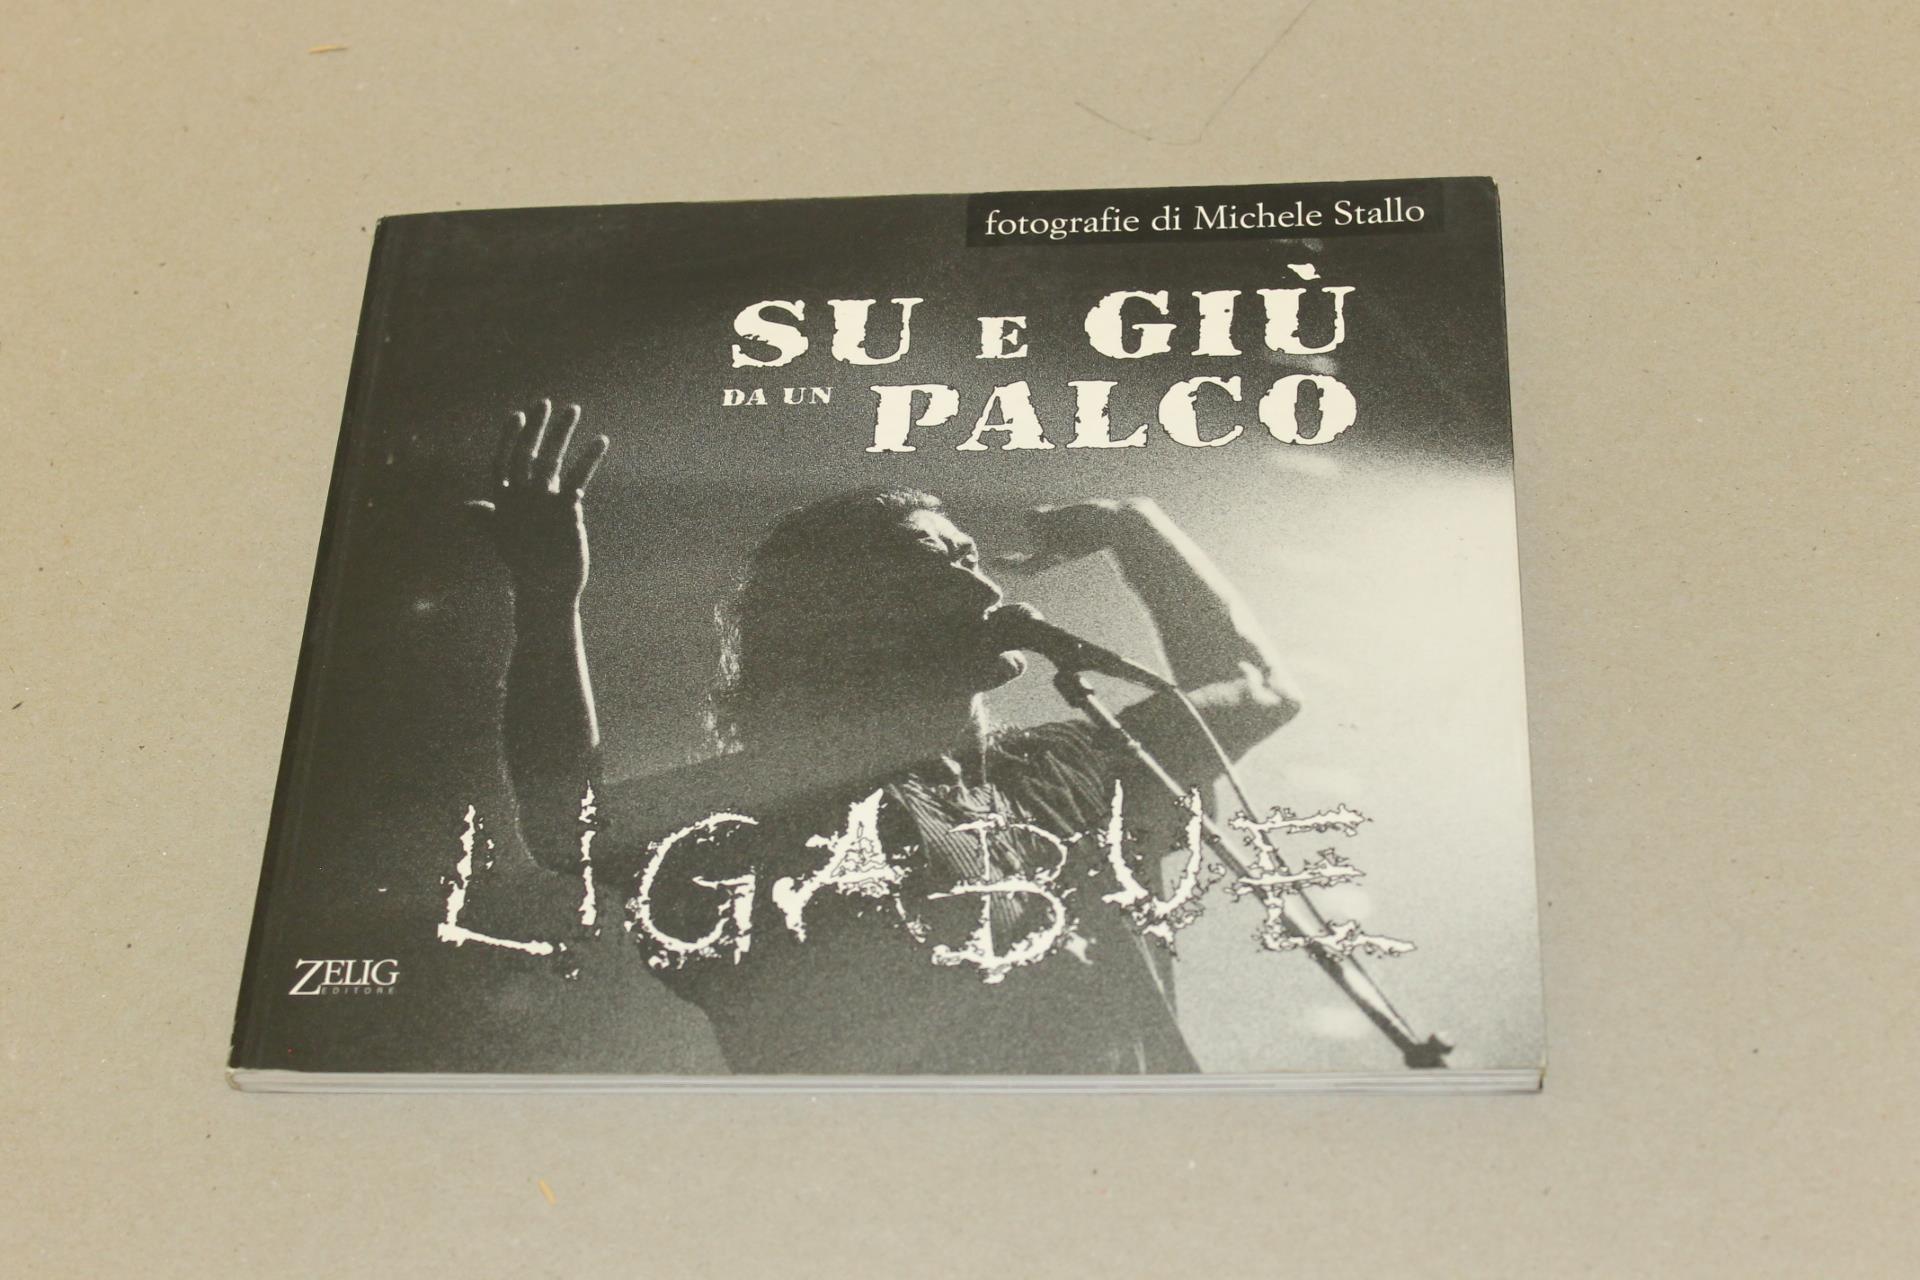 fotografie di Michele Stallo
SU E GIÙ
DA UN PALCO
LIGABUE
ZELIG
EDITORE